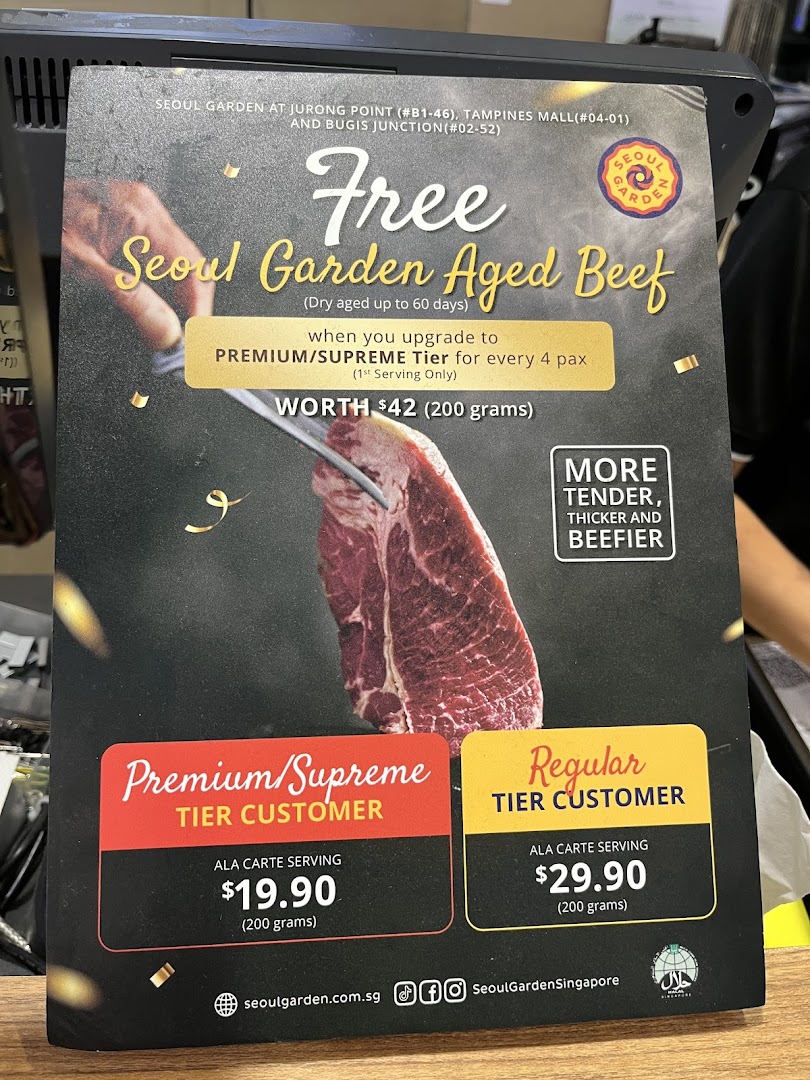 SEOUL GARDEN AT JURONG POINT (#B1-46), TAMPINES MALL(#04-01)
AND BUGIS JUNCTION(#02-52)
SEOUL
GARDEN
Free
Seoul Garden Aged Beef
(Dry aged up to 60 days)
when you upgrade to
PREMIUM/SUPREME Tier for every 4 pax
(1st Serving Only)
WORTH $42 (200 grams)
MORE
TENDER,
THICKER AND
BEEFIER
Premium/Supreme
TIER CUSTOMER
ALA CARTE SERVING
$19.90
(200 grams)
Regular
TIER CUSTOMER
ALA CARTE SERVING
$29.90
(200 grams)
seoulgarden.com.sg
SeoulGardenSingapore
حلال
HALAL
SINGAPORE